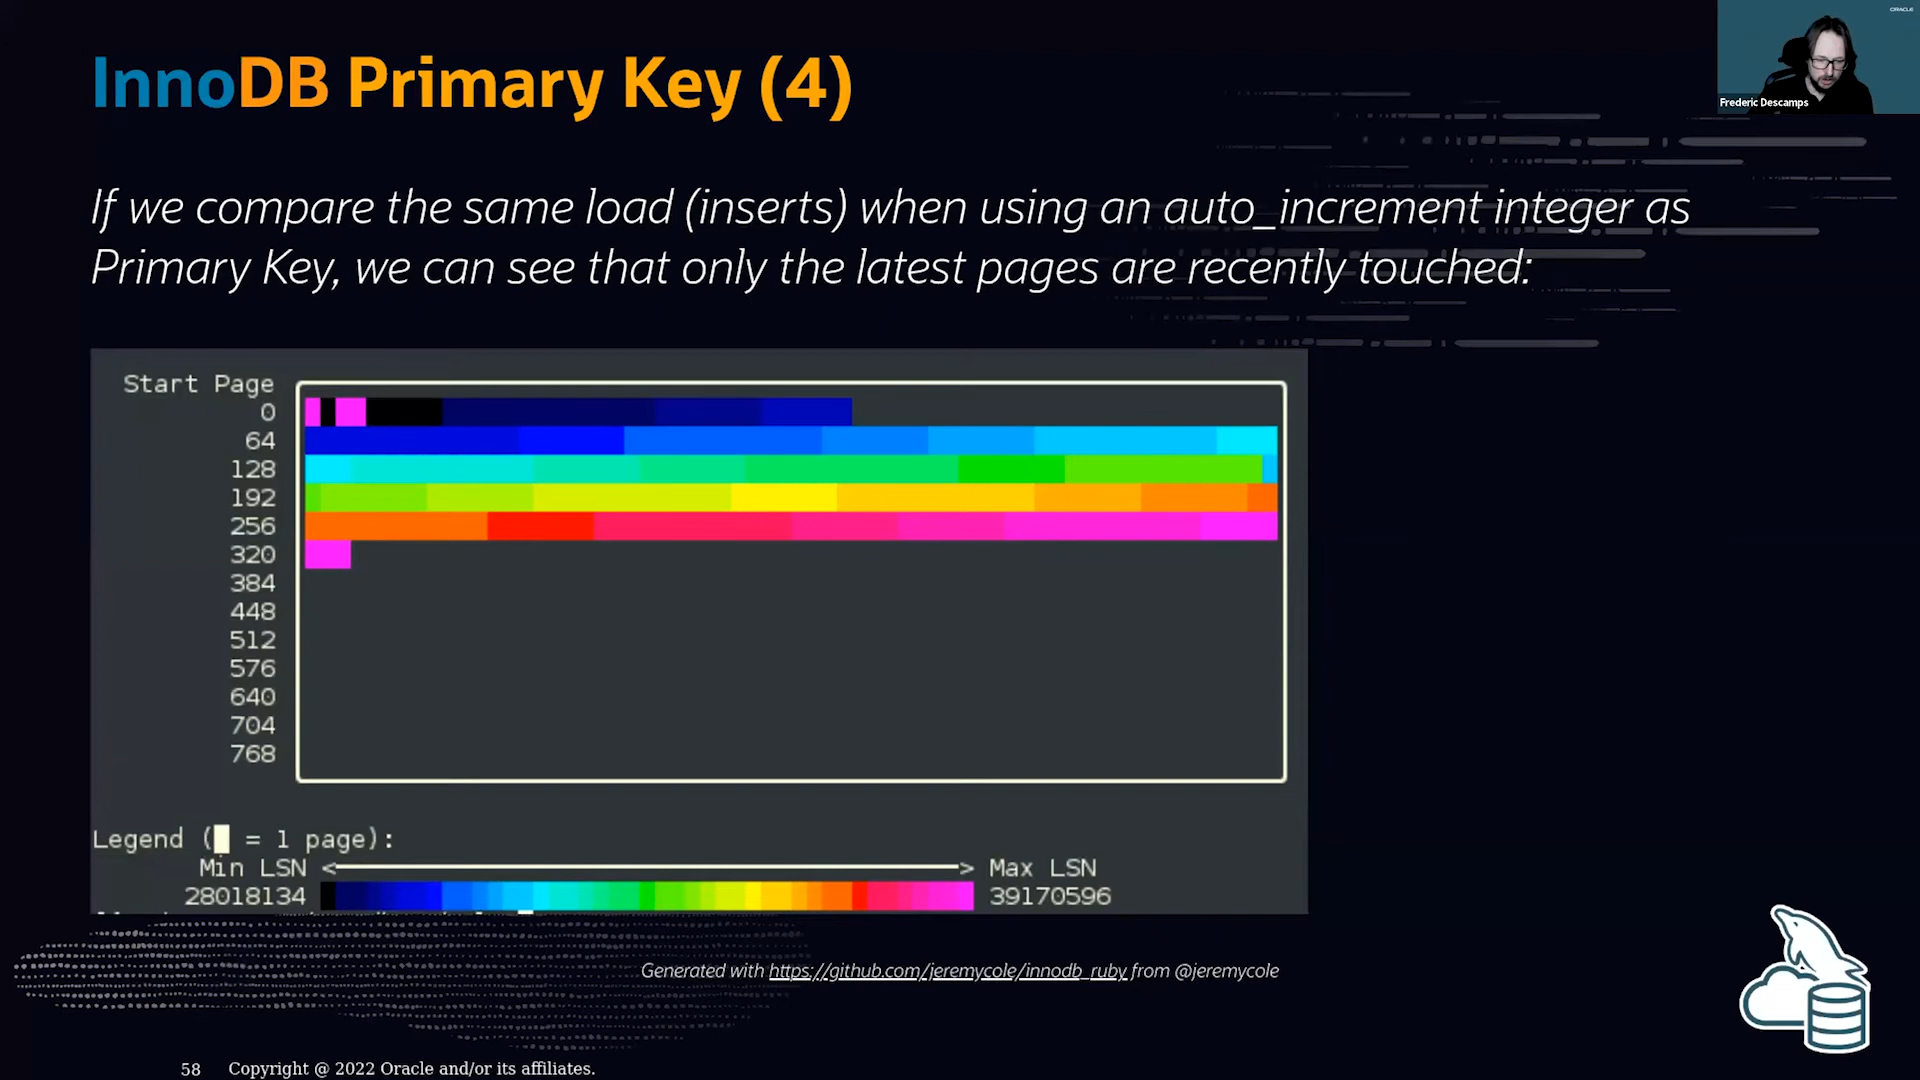 ORACLE
Frederic Descamps
InnoDB Primary Key (4)
If we compare the same load (inserts) when using an auto_increment integer as
Primary Key, we can see that only the latest pages are recently touched:
Start Page
0
64
128
192
256
320
384
448
512
576
640
704
768
Legend (█ = 1 page):
Min LSN <────────────────────> Max LSN
28018134 39170596
Generated with https://github.com/jeremycole/innodb_ruby from @jeremycole
58 Copyright @ 2022 Oracle and/or its affiliates.